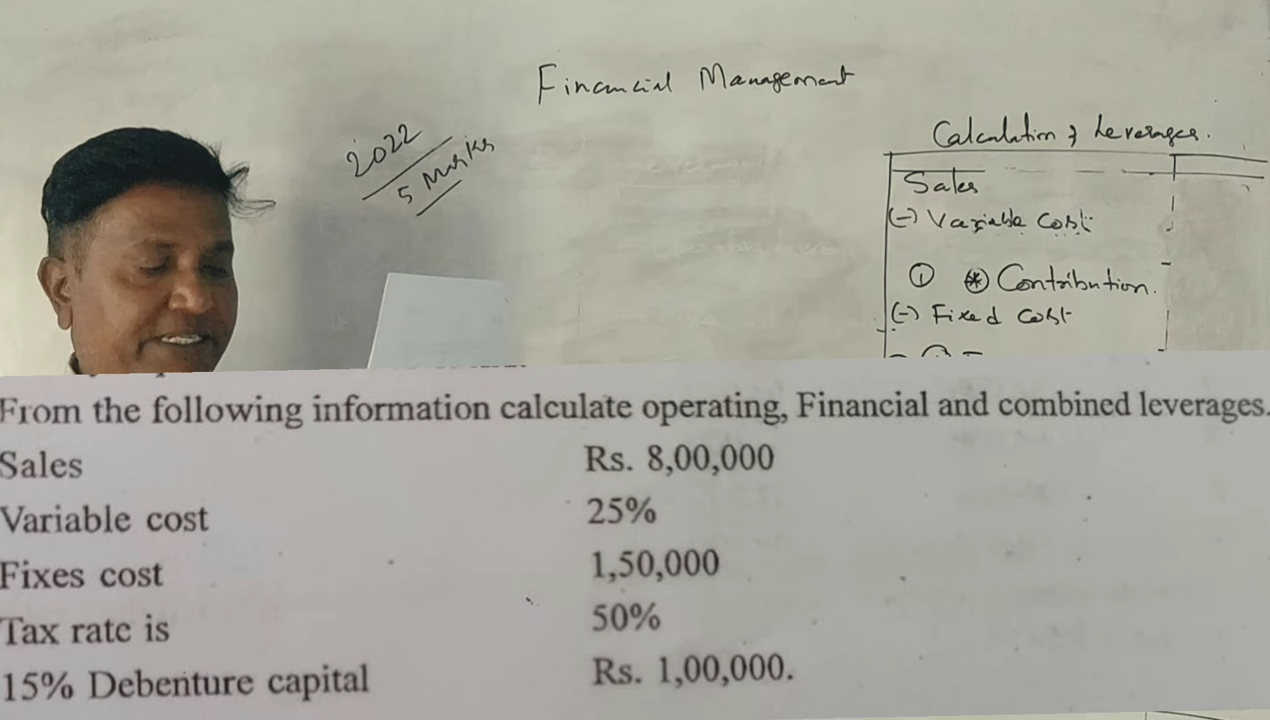 Financial Management
2022
5 Marks
Calculation of Leverages.
Sales
(-) Variable Cost
① ⊛ Contribution.
(-) Fixed Cost
From the following information calculate operating, Financial and combined leverages.
Sales Rs. 8,00,000
Variable cost 25%
Fixes cost 1,50,000
Tax rate is 50%
15% Debenture capital Rs. 1,00,000.